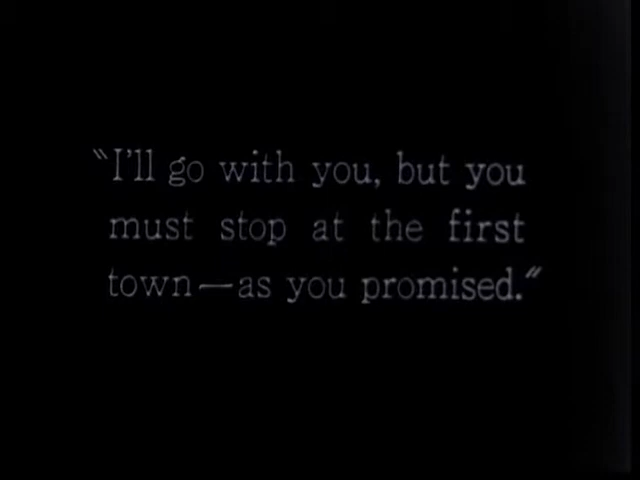 "I'll go with you, but you
must stop at the first
town—as you promised."